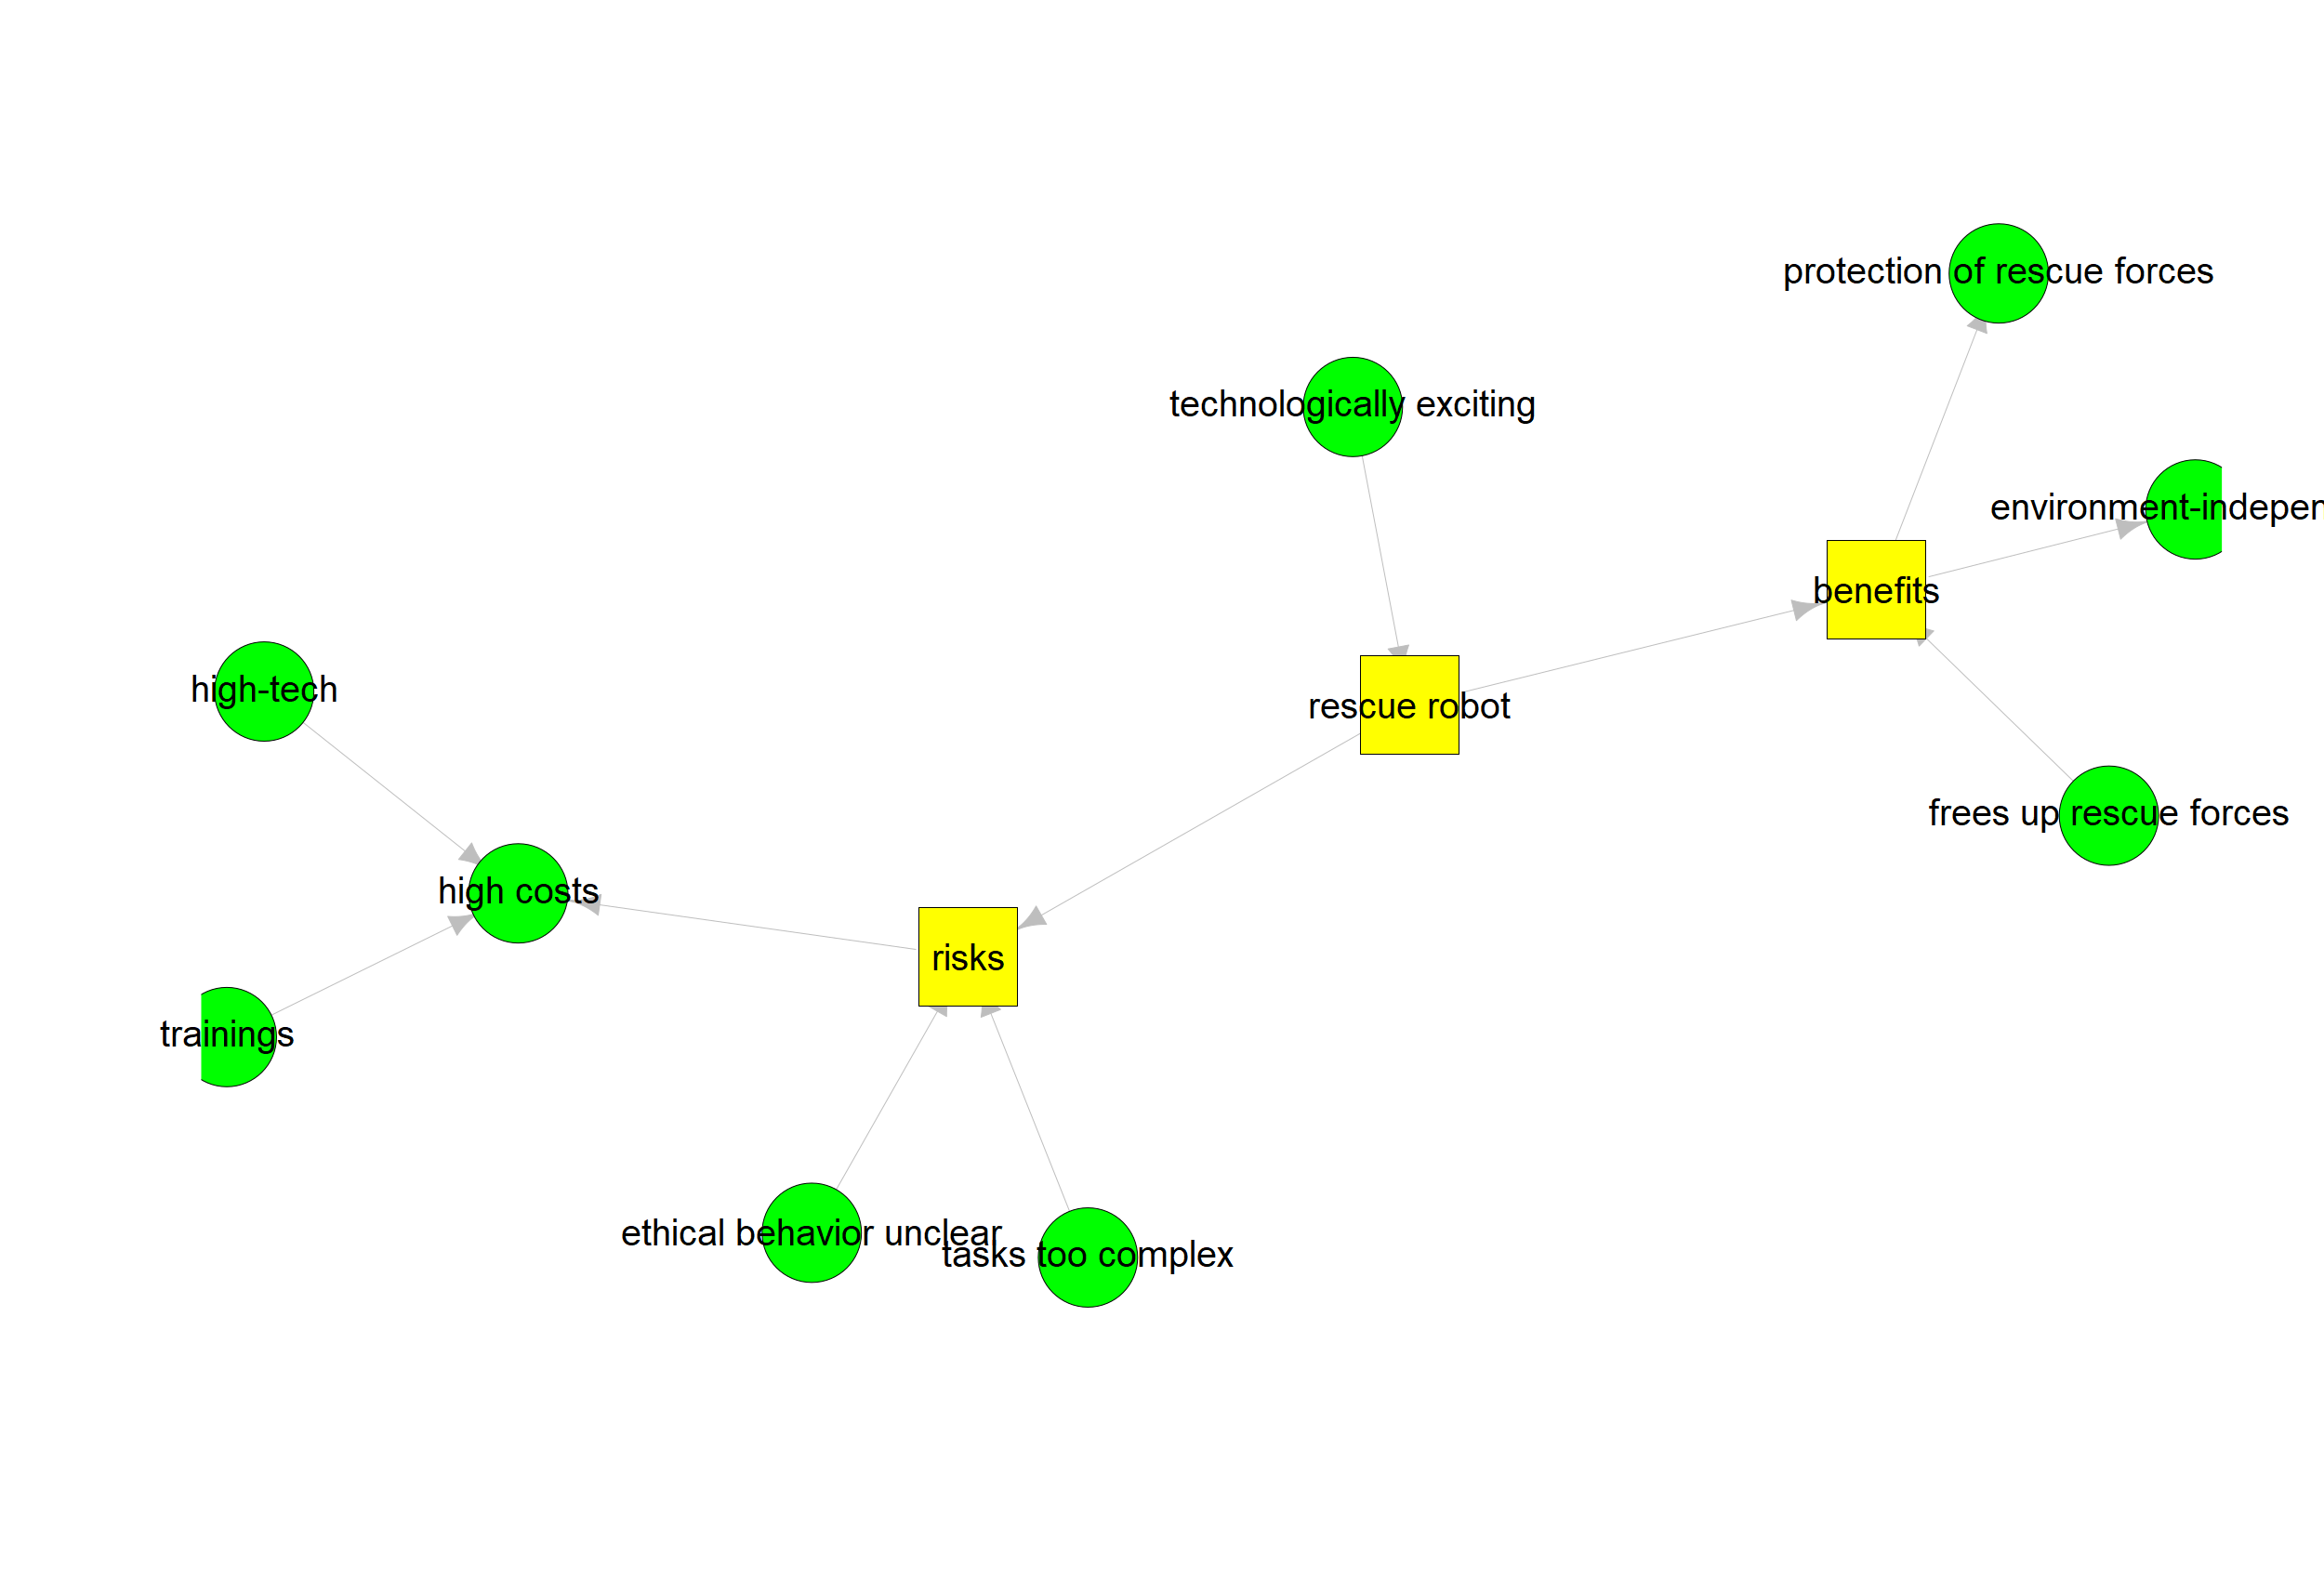 protection of rescue forces
technologically exciting
environment-indepen
benefits
high-tech
rescue robot
frees up rescue forces
high costs
risks
trainings
ethical behavior unclear
tasks too complex